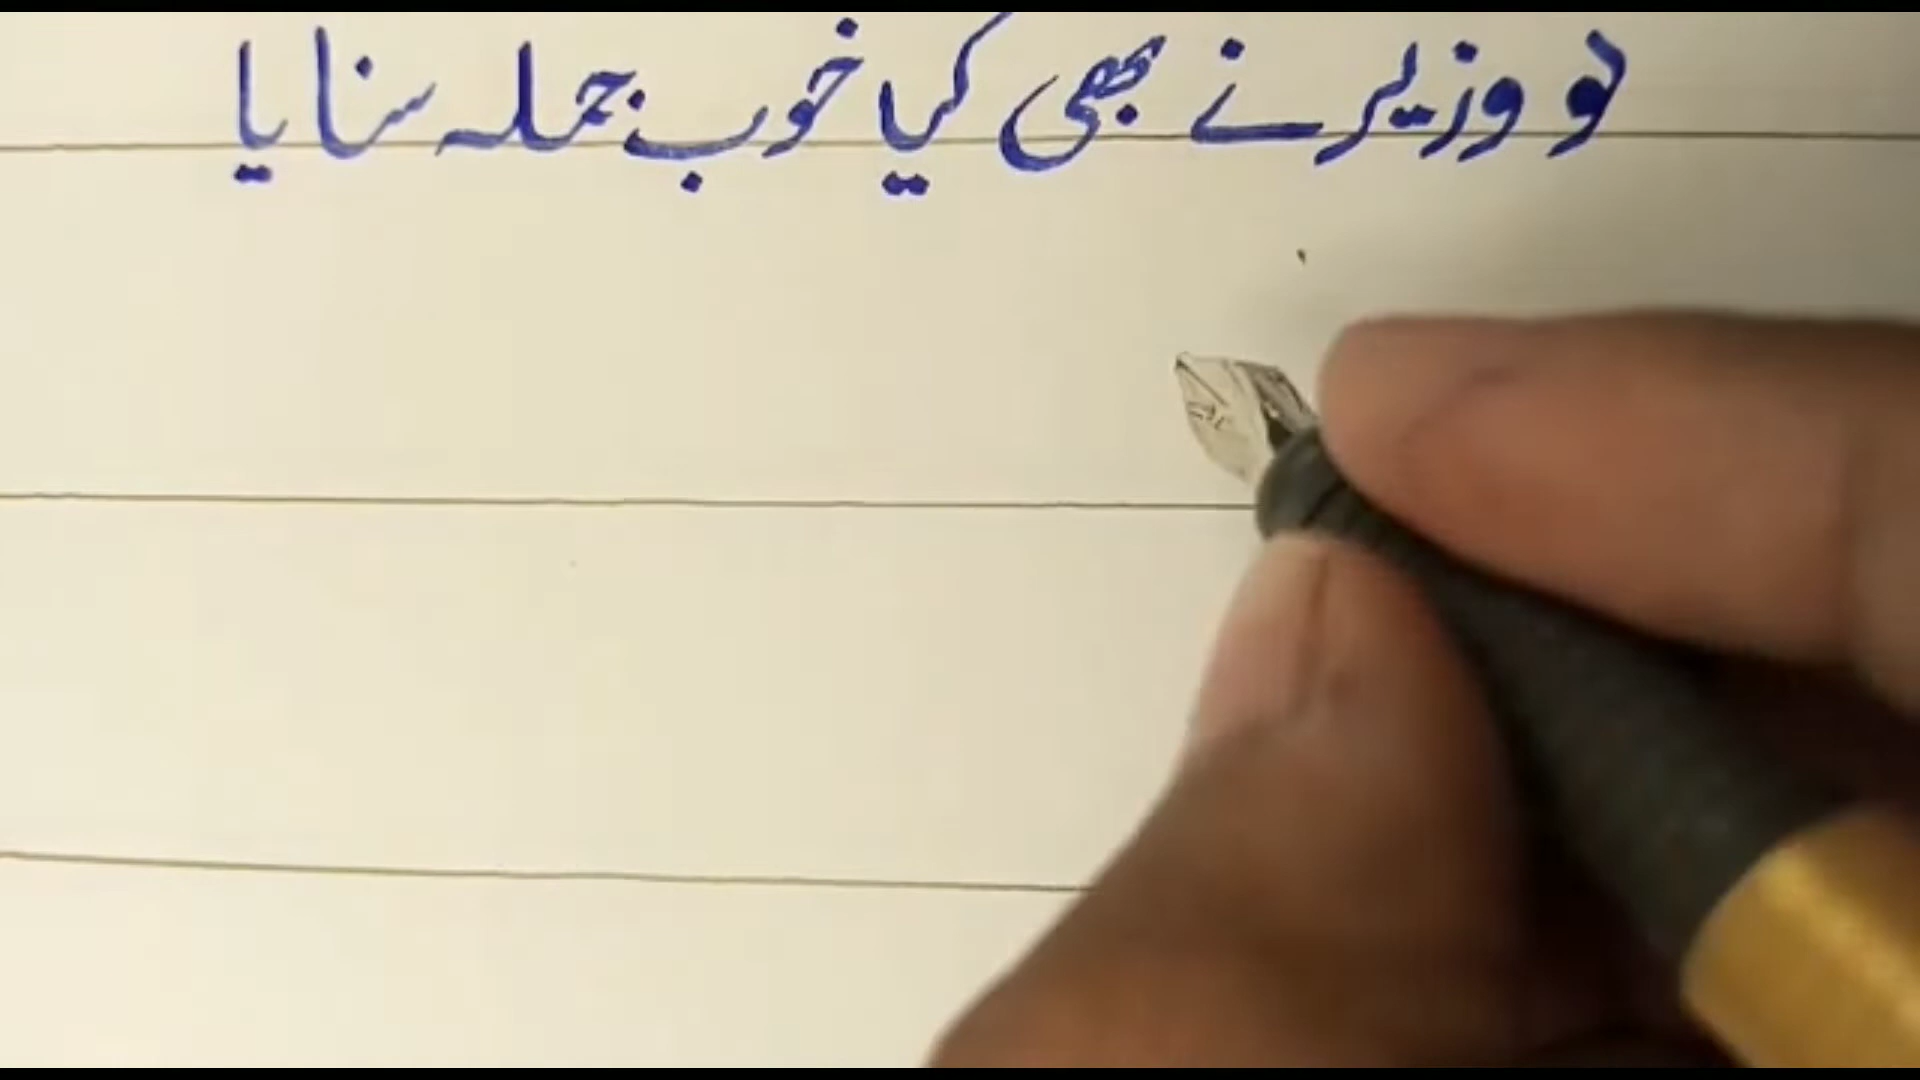 تو وزیر نے بھی کیا خوب جملہ سنایا